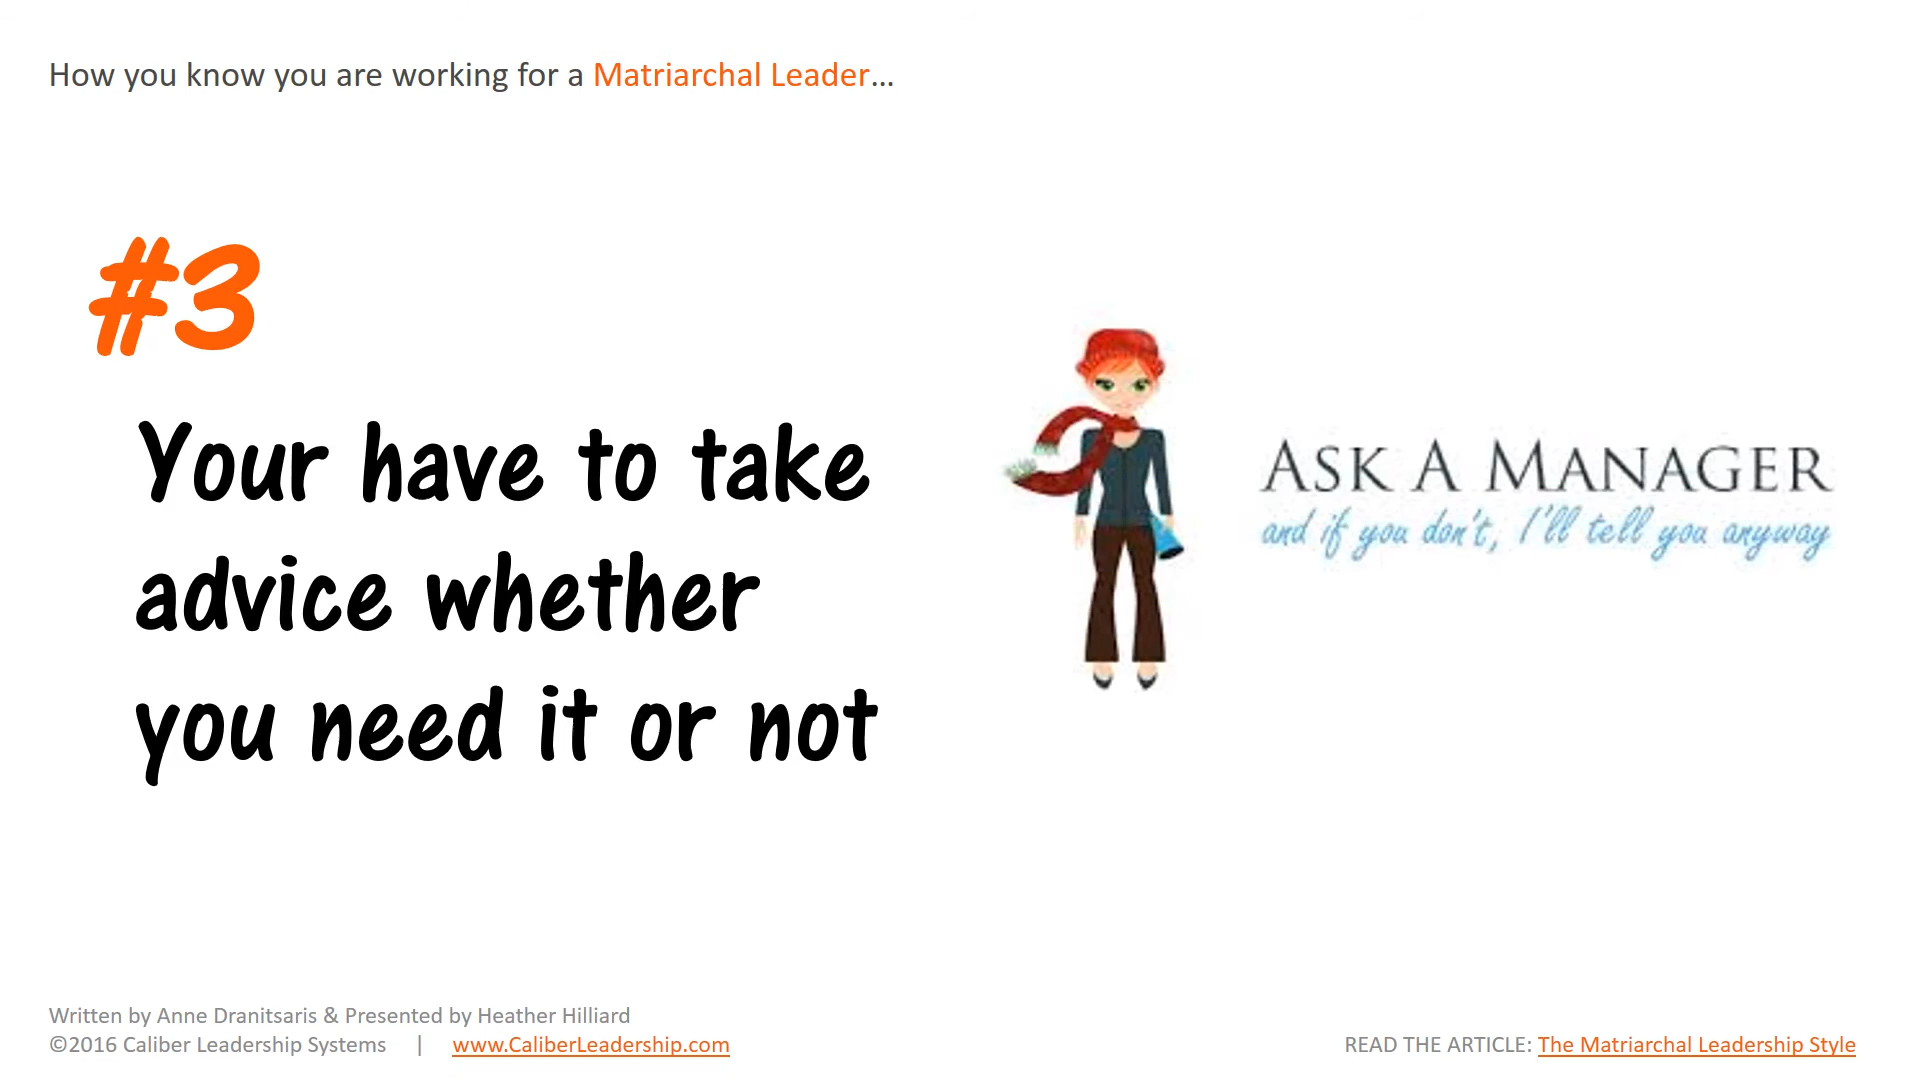 How you know you are working for a Matriarchal Leader...
#3
Your have to take
advice whether
you need it or not
ASK A MANAGER
and if you don't, I'll tell you anyway
Written by Anne Dranitsaris & Presented by Heather Hilliard
©2016 Caliber Leadership Systems | www.CaliberLeadership.com
READ THE ARTICLE: The Matriarchal Leadership Style